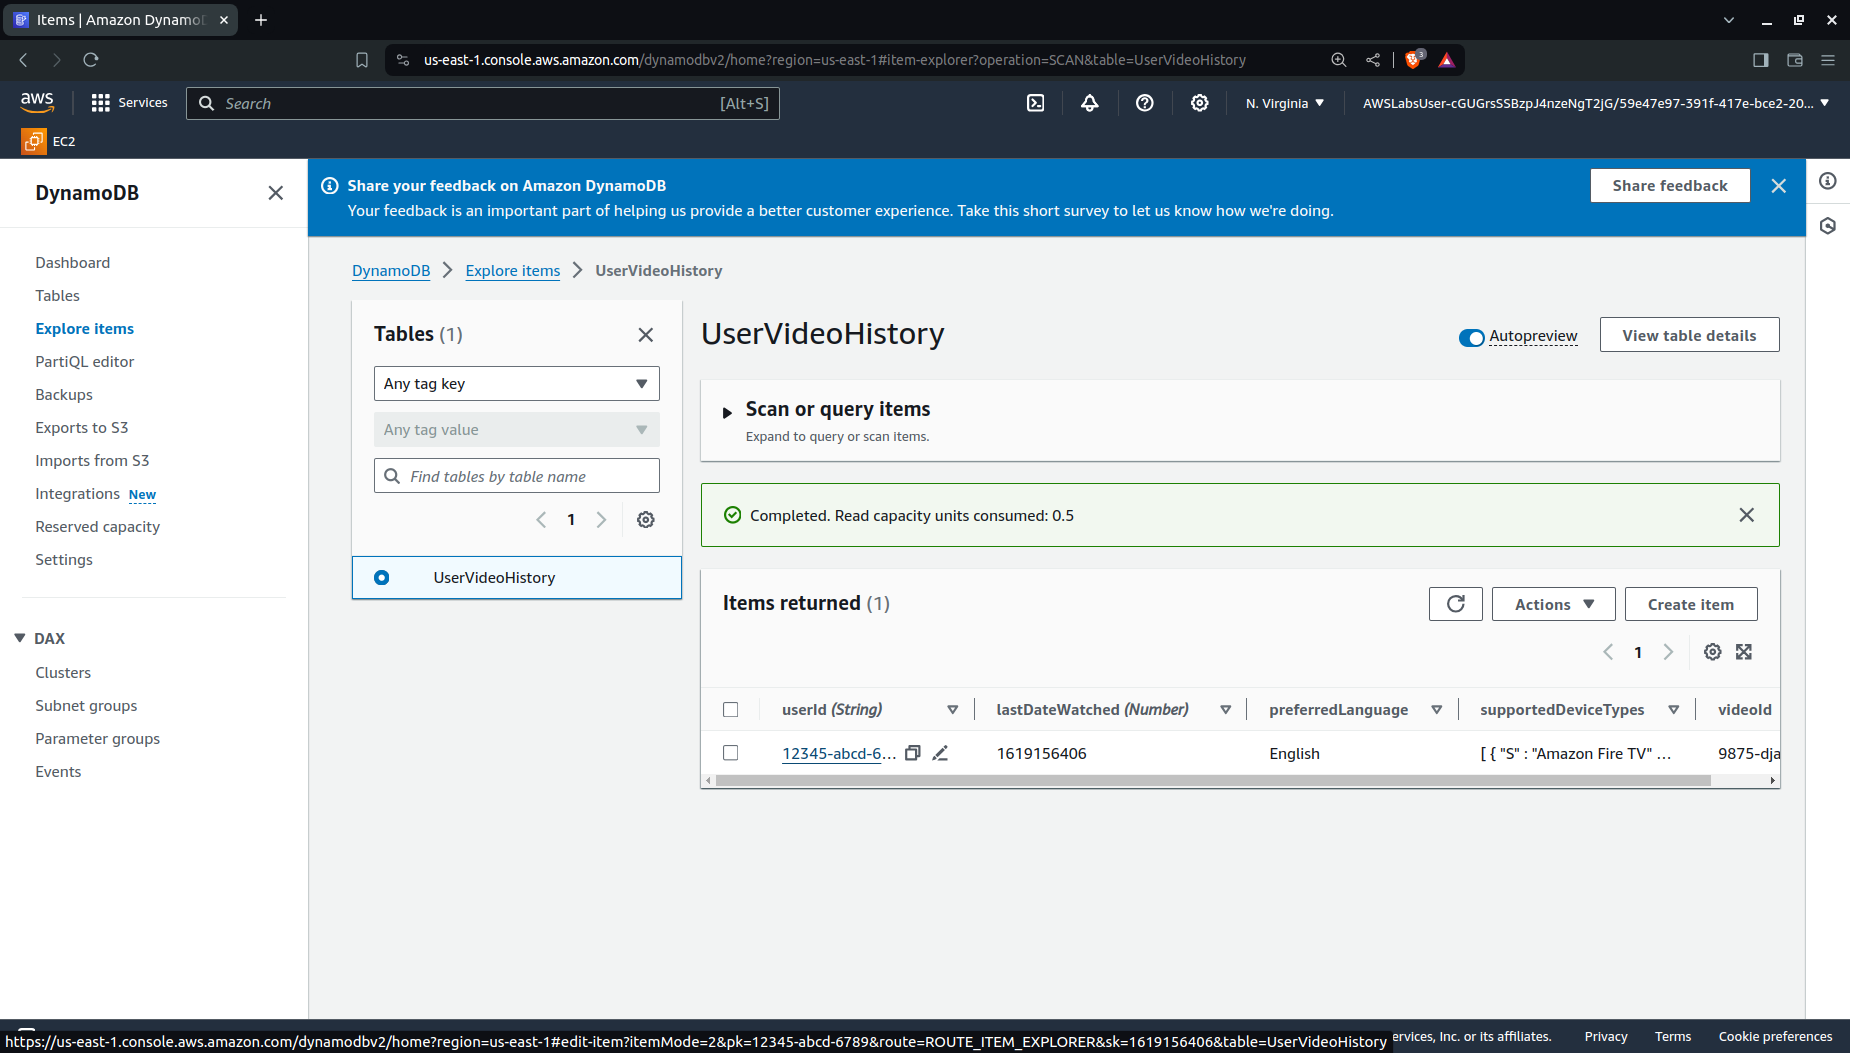 Items | Amazon Dynamo
us-east-1.console.aws.amazon.com/dynamodbv2/home?region=us-east-1#item-explorer?operation=SCAN&table=UserVideoHistory
3
aws
Services
Search
[Alt+S]
N. Virginia
AWSLabsUser-cGUGrsSSBzpJ4nzeNgT2JG/59e47e97-391f-417e-bce2-20...
EC2
DynamoDB
Dashboard
Tables
Explore items
PartiQL editor
Backups
Exports to S3
Imports from S3
Integrations New
Reserved capacity
Settings
DAX
Clusters
Subnet groups
Parameter groups
Events
Share your feedback on Amazon DynamoDB
Your feedback is an important part of helping us provide a better customer experience. Take this short survey to let us know how we're doing.
Share feedback
DynamoDB
Explore items
UserVideoHistory
Tables (1)
Any tag key
Any tag value
Find tables by table name
1
UserVideoHistory
UserVideoHistory
Autopreview
View table details
Scan or query items
Expand to query or scan items.
Completed. Read capacity units consumed: 0.5
Items returned (1)
Actions
Create item
1
userId (String)
lastDateWatched (Number)
preferredLanguage
supportedDeviceTypes
videoId
12345-abcd-6...
1619156406
English
[ { "S" : "Amazon Fire TV" ...
9875-dja
https://us-east-1.console.aws.amazon.com/dynamodbv2/home?region=us-east-1#edit-item?itemMode=2&pk=12345-abcd-6789&route=ROUTE_ITEM_EXPLORER&sk=1619156406&table=UserVideoHistory
ervices, Inc. or its affiliates.
Privacy
Terms
Cookie preferences